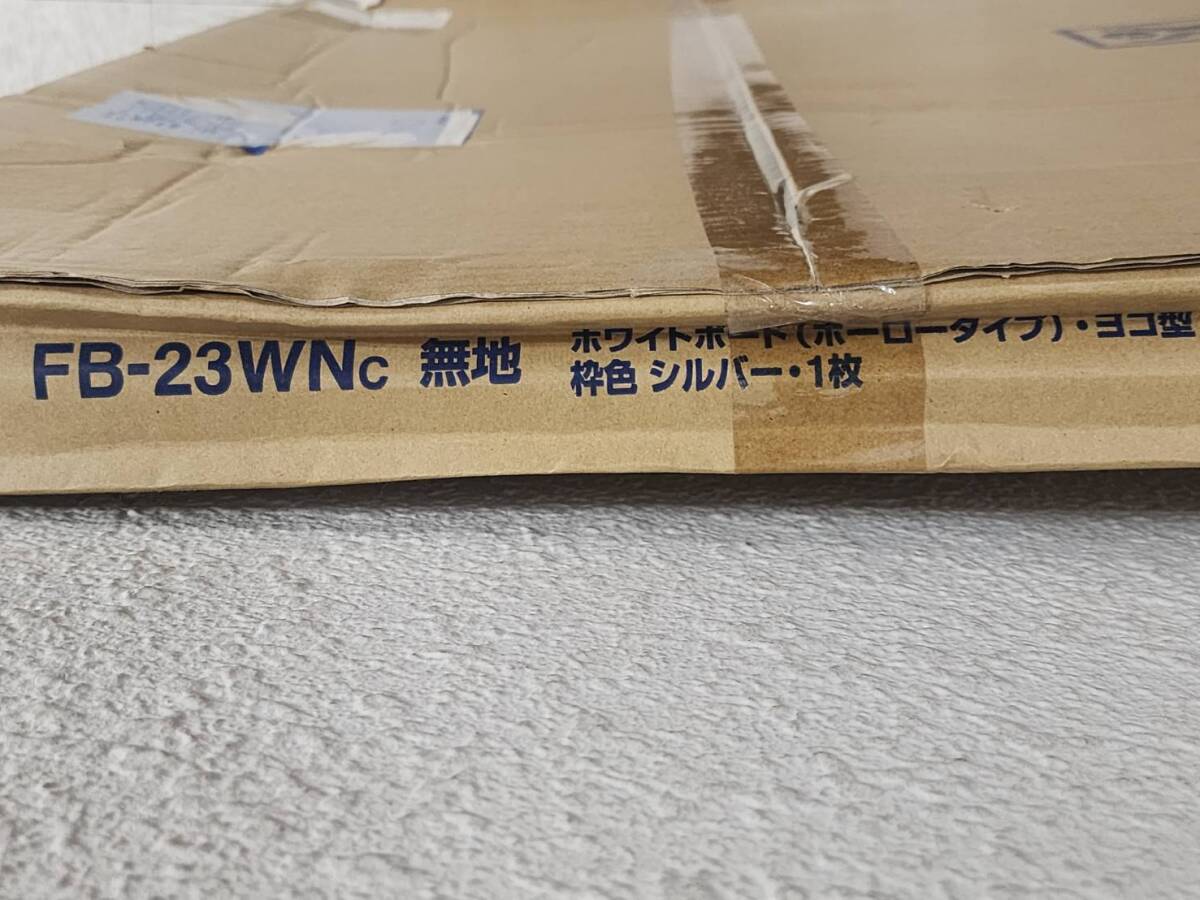 FB-23WNc 無地
ホワイトボード(ホーロータイプ)・ヨコ型
枠色 シルバー・1枚